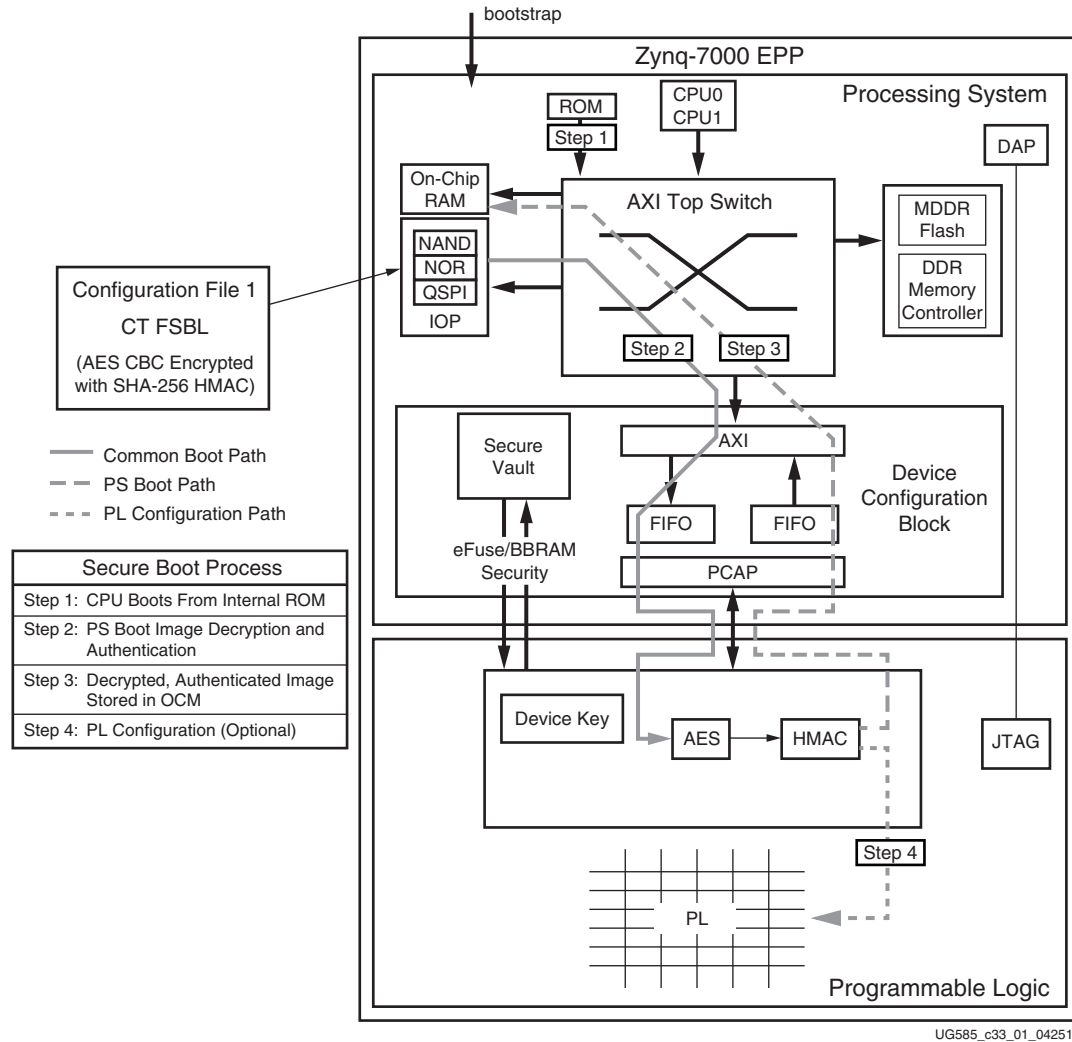 bootstrap
Zynq-7000 EPP
Processing System
ROM
Step 1
CPU0
CPU1
DAP
On-Chip
RAM
AXI Top Switch
MDDR
Flash
DDR
Memory
Controller
NAND
NOR
QSPI
IOP
Configuration File 1
CT FSBL
(AES CBC Encrypted
with SHA-256 HMAC)
Step 2
Step 3
Common Boot Path
PS Boot Path
PL Configuration Path
Secure
Vault
AXI
Device
Configuration
Block
FIFO
FIFO
eFuse/BBRAM
Security
PCAP
Secure Boot Process
Step 1: CPU Boots From Internal ROM
Step 2: PS Boot Image Decryption and
Authentication
Step 3: Decrypted, Authenticated Image
Stored in OCM
Step 4: PL Configuration (Optional)
Device Key
AES
HMAC
JTAG
Step 4
PL
Programmable Logic
UG585_c33_01_04251